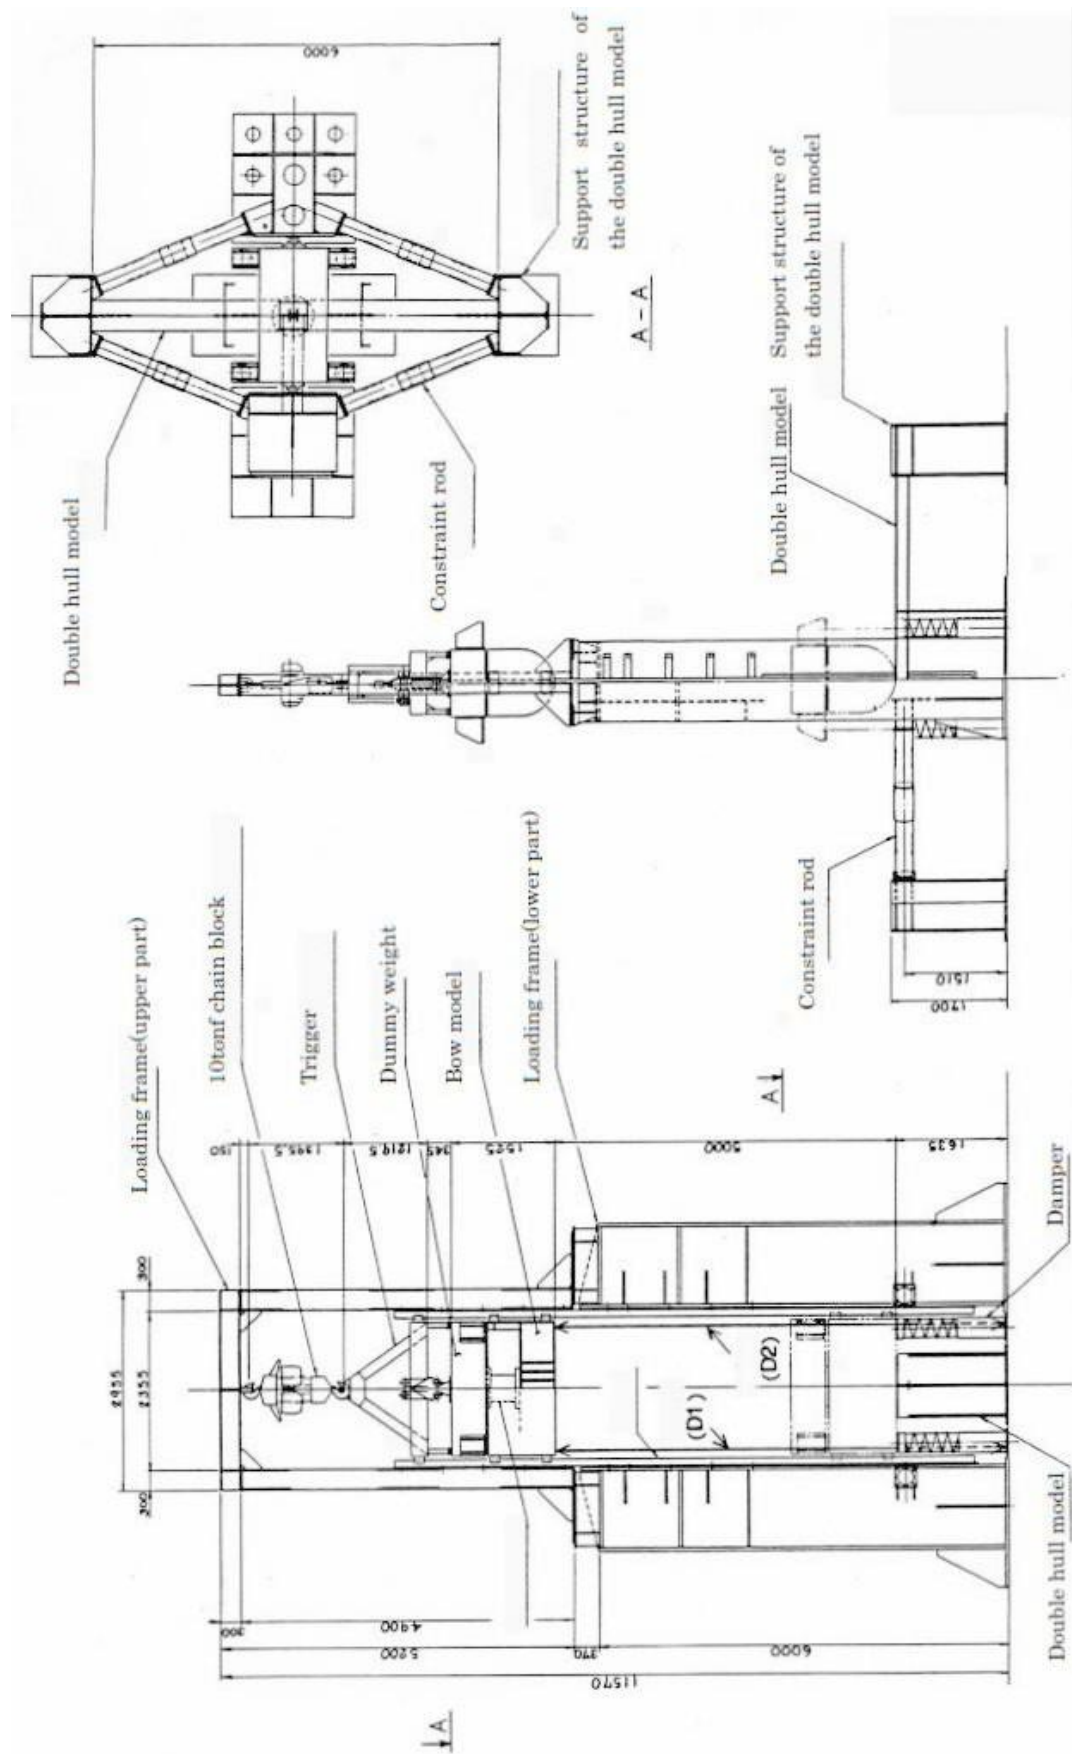 6000
Support structure of
the double hull model
A - A
Double hull model
Constraint rod
Support structure of
the double hull model
Double hull model
Constraint rod
1510
1700
Loading frame(upper part)
10tonf chain block
Trigger
Dummy weight
Bow model
Loading frame(lower part)
A
150
1395.5
1219.5
345
1525
5000
1635
300
2955
2355
300
(D1)
(D2)
Damper
Double hull model
300
4900
5200
370
6000
11570
A